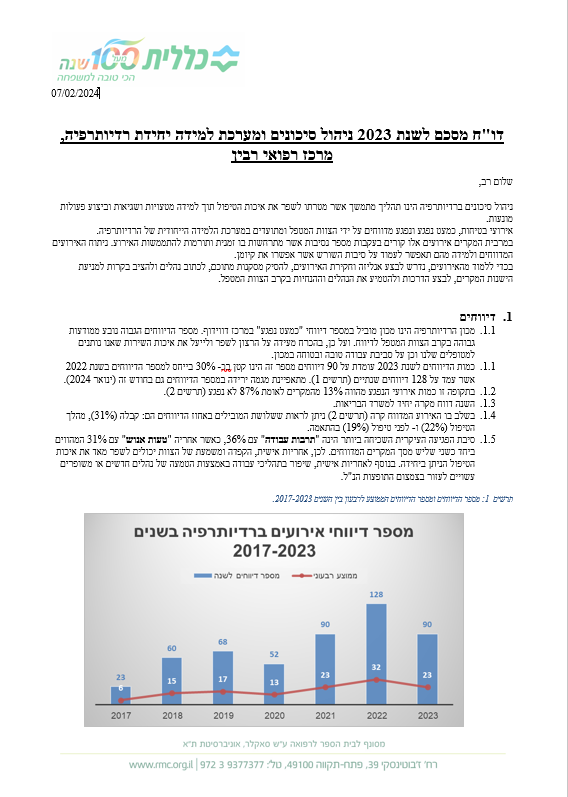 כללית מעל 100 שנה
הכי טובה למשפחה
07/02/2024
דו"ח מסכם לשנת 2023 ניהול סיכונים ומערכת למידה יחידת רדיותרפיה,
מרכז רפואי רבין
שלום רב,
ניהול סיכונים ברדיותרפיה הינו תהליך מתמשך אשר מטרתו לשפר את איכות הטיפול תוך למידה מטעויות ושגיאות וביצוע פעולות
מונעות.
אירועי בטיחות, כמעט נפגע ונפגע מדווחים על ידי הצוות המטפל ומתועדים במערכת הלמידה הייחודית של הרדיותרפיה.
במרבית המקרים אירועים אלו קורים בעקבות מספר נסיבות אשר מתרחשות בו זמנית ותורמות להתממשות האירוע. ניתוח האירועים
המדווחים ולמידה מהם תאפשר לעמוד על סיבות השורש אשר אפשרו את קיומן.
בכדי ללמוד מהאירועים, נדרש לבצע אנליזה וחקירת האירועים, להסיק מסקנות מתוכם, לכתוב נהלים ולהציב בקרות למניעת
הישנות המקרים, לבצע הדרכות ולהטמיע את הנהלים וההנחיות בקרב הצוות המטפל.
1. דיווחים
1.1. מכון הרדיותרפיה הינו מכון מוביל במספר דיווחי "כמעט נפגע" במרכז דווידוף. מספר הדיווחים הגבוה נובע ממודעות
גבוהה בקרב הצוות המטפל לדיווח. ועל כן, בהכרח מעידה על הרצון לשפר ולייעל את איכות השירות שאנו נותנים
למטופלים שלנו וכן על סביבת עבודה טובה ובטוחה במכון.
1.1 כמות הדיווחים לשנת 2023 עומדת על 90 דיווחים מספר זה הינו קטן בכ- 30% ביחס למספר הדיווחים בשנת 2022
אשר עמד על 128 דיווחים שנתיים (תרשים 1). מתאפיינת מגמה ירידה במספר הדיווחים גם בחודש זה (ינואר 2024).
1.2 בתקופה זו כמות אירועי הנפגע מהווה 13% מהמקרים לאומת 87% לא נפגע (תרשים 2).
1.3 השנה דווח מקרה יחיד למשרד הבריאות.
1.4 בשלב בו האירוע המדווח קרה (תרשים 2) ניתן לראות ששלושת המובילים באחוז הדיווחים הם: קבלה (31%), מהלך
הטיפול (22%) ו- לפני טיפול (19%) בהתאמה.
1.5 סיבת הפגיעה העיקרית השכיחה ביותר הינה "תרבות עבודה" עם 36%, כאשר אחריה "טעות אנוש" עם 31% המהווים
ביחד כשני שליש מסך המקרים המדווחים. לכן, אחריות אישית, הקפדה ומשמעת של הצוות יכולים לשפר מאד את איכות
הטיפול הניתן ביחידה. בנוסף לאחריות אישית, שיפור בתהליכי עבודה באמצעות הטמעה של נהלים חדשים או משופרים
עשויים לעזור בצמצום התופעות הנ"ל.
תרשים 1: מספר הדיווחים ומספר הדיווחים הממוצע לרבעון בין השנים 2017-2023.
מספר דיווחי אירועים ברדיותרפיה בשנים
2017-2023
מספר דיווחים לשנה ממוצע רבעוני
128
90 90
68
60
52
23
6 15 17 13 23 32 23
2017 2018 2019 2020 2021 2022 2023
מסונף לבית הספר לרפואה ע"ש סאקלר, אוניברסיטת ת"א
רח' ז'בוטינסקי 39, פתח-תקווה 49100, טל': 9377377 3 972 | www.rmc.org.il